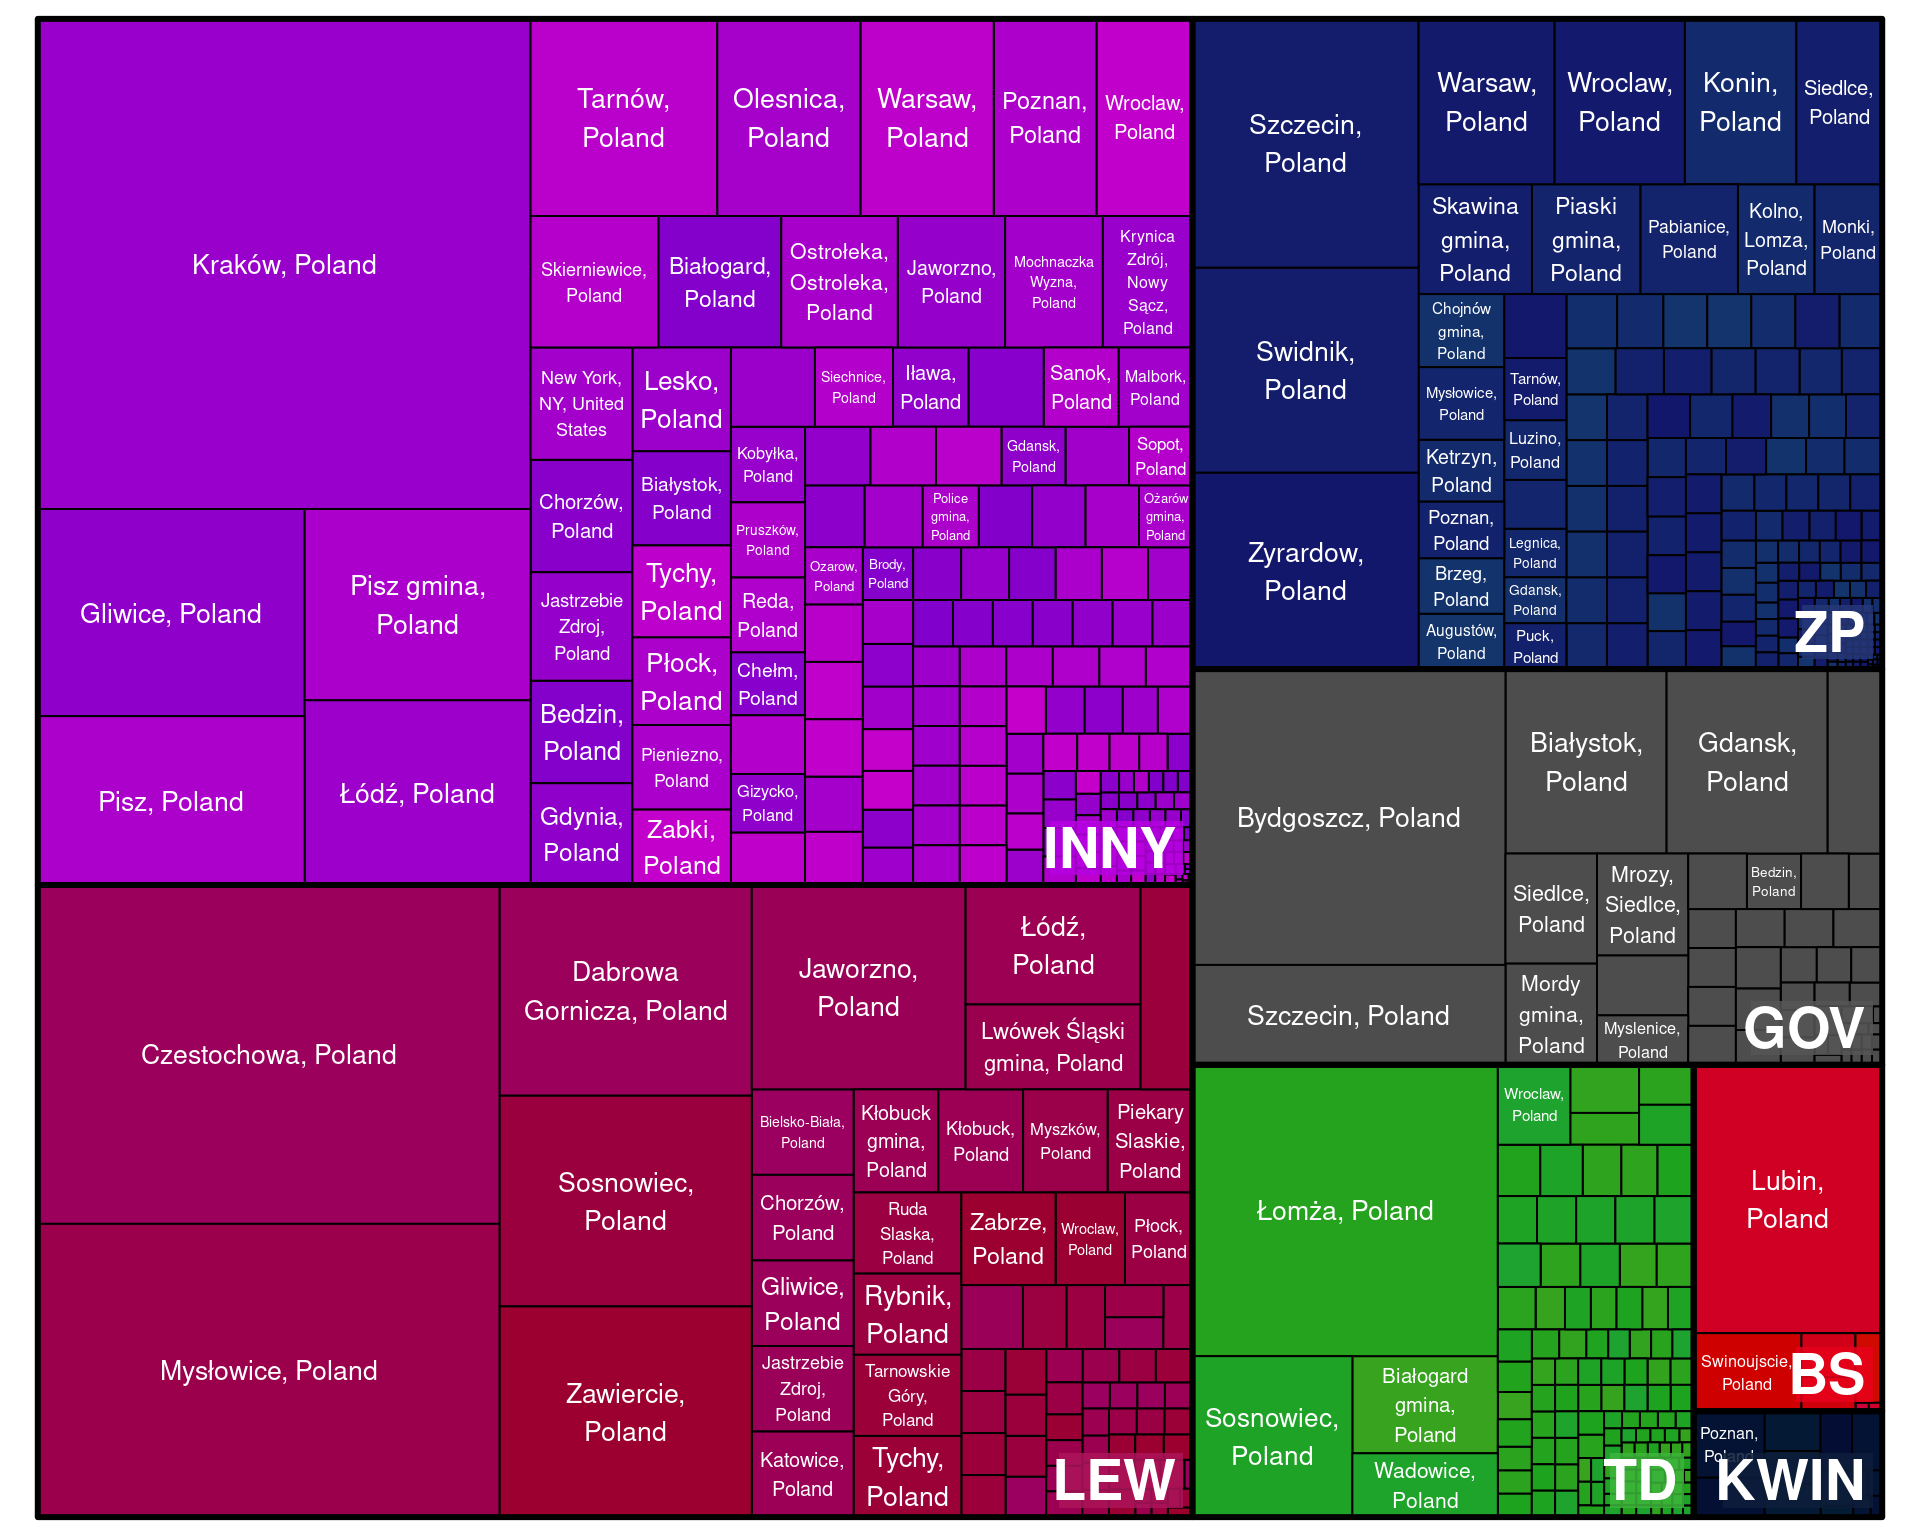 Kraków, Poland
Gliwice, Poland
Pisz gmina,
Poland
Pisz, Poland
Łódź, Poland
Tarnów,
Poland
Olesnica,
Poland
Warsaw,
Poland
Poznan,
Poland
Wroclaw,
Poland
Skierniewice,
Poland
Białogard,
Poland
Ostrołeka,
Ostroleka,
Poland
Jaworzno,
Poland
Mochnaczka
Wyzna,
Poland
Krynica
Zdrój,
Nowy
Sącz,
Poland
New York,
NY, United
States
Chorzów,
Poland
Jastrzebie
Zdroj,
Poland
Bedzin,
Poland
Gdynia,
Poland
Lesko,
Poland
Białystok,
Poland
Tychy,
Poland
Płock,
Poland
Pieniezno,
Poland
Zabki,
Poland
Siechnice,
Poland
Iława,
Poland
Sanok,
Poland
Malbork,
Poland
Kobyłka,
Poland
Pruszków,
Poland
Reda,
Poland
Chełm,
Poland
Gizycko,
Poland
Gdansk,
Poland
Sopot,
Poland
Police
gmina,
Poland
Ożarów
gmina,
Poland
Ozarow,
Poland
Brody,
Poland
INNY
Szczecin,
Poland
Swidnik,
Poland
Zyrardow,
Poland
Warsaw,
Poland
Wroclaw,
Poland
Konin,
Poland
Siedlce,
Poland
Skawina
gmina,
Poland
Piaski
gmina,
Poland
Pabianice,
Poland
Kolno,
Lomza,
Poland
Monki,
Poland
Chojnów
gmina,
Poland
Mysłowice,
Poland
Ketrzyn,
Poland
Poznan,
Poland
Brzeg,
Poland
Augustów,
Poland
Tarnów,
Poland
Luzino,
Poland
Legnica,
Poland
Gdansk,
Poland
Puck,
Poland
ZP
Bydgoszcz, Poland
Szczecin, Poland
Białystok,
Poland
Gdansk,
Poland
Siedlce,
Poland
Mrozy,
Siedlce,
Poland
Bedzin,
Poland
Mordy
gmina,
Poland
Myslenice,
Poland
GOV
Czestochowa, Poland
Mysłowice, Poland
Dabrowa
Gornicza, Poland
Sosnowiec,
Poland
Zawiercie,
Poland
Jaworzno,
Poland
Łódź,
Poland
Lwówek Śląski
gmina, Poland
Bielsko-Biała,
Poland
Chorzów,
Poland
Gliwice,
Poland
Jastrzebie
Zdroj,
Poland
Katowice,
Poland
Kłobuck
gmina,
Poland
Kłobuck,
Poland
Myszków,
Poland
Piekary
Slaskie,
Poland
Ruda
Slaska,
Poland
Rybnik,
Poland
Tarnowskie
Góry,
Poland
Tychy,
Poland
Zabrze,
Poland
Wroclaw,
Poland
Płock,
Poland
LEW
Łomża, Poland
Sosnowiec,
Poland
Białogard
gmina,
Poland
Wadowice,
Poland
Wroclaw,
Poland
TD
Lubin,
Poland
Swinoujscie,
Poland
BS
Poznan,
Poland
KWIN